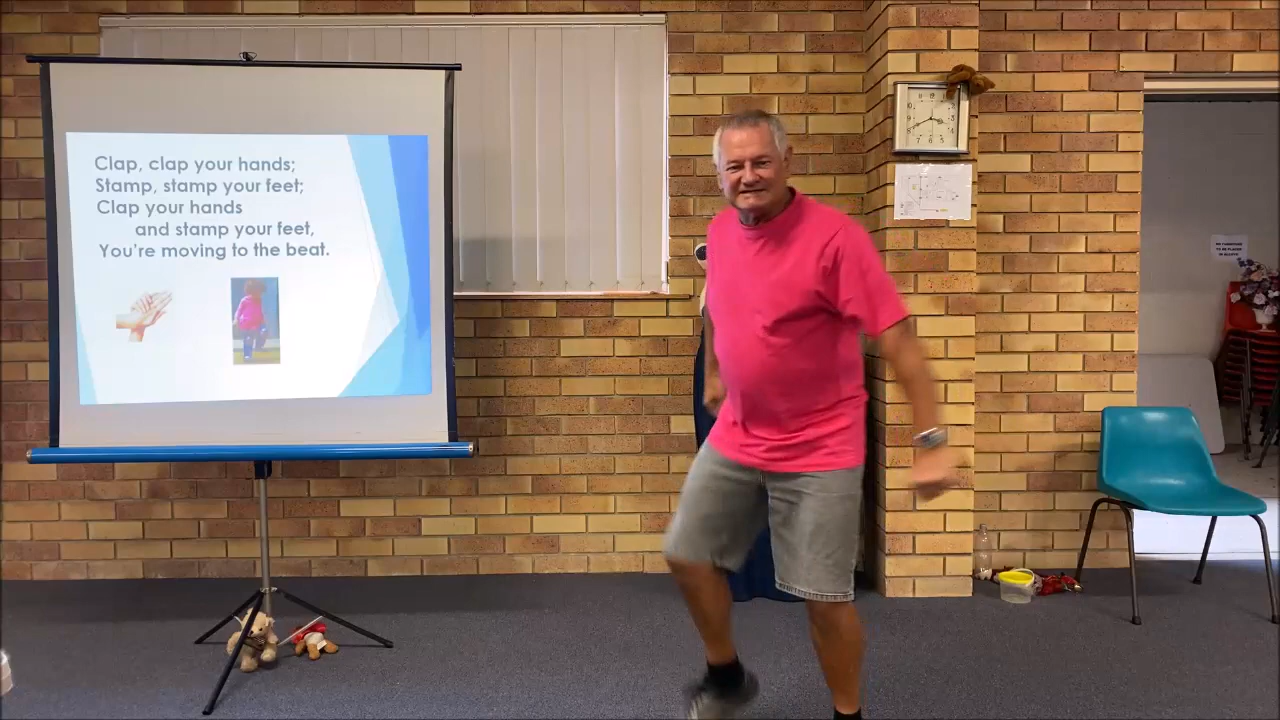 Clap, clap your hands;
Stamp, stamp your feet;
Clap your hands
and stamp your feet,
You're moving to the beat.